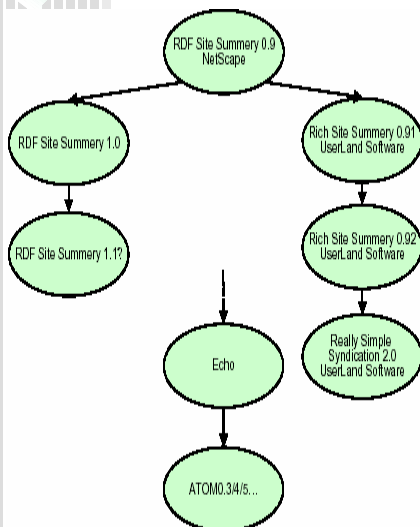 RDF Site Summery 0.9
NetScape
RDF Site Summery 1.0
Rich Site Summery 0.91
UserLand Software
RDF Site Summery 1.1?
Rich Site Summery 0.92
UserLand Software
Really Simple
Syndication 2.0
UserLand Software
Echo
ATOM0.3/4/5...